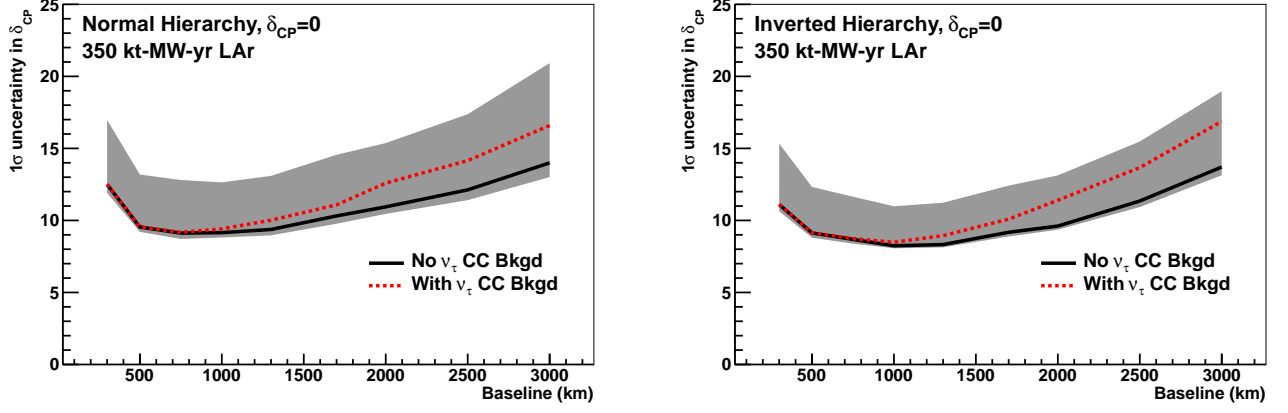 Normal Hierarchy, δCP=0
350 kt-MW-yr LAr
1σ uncertainty in δCP
25
20
15
10
5
0
No ντ CC Bkgd
With ντ CC Bkgd
500 1000 1500 2000 2500 3000
Baseline (km)
Inverted Hierarchy, δCP=0
350 kt-MW-yr LAr
1σ uncertainty in δCP
25
20
15
10
5
0
No ντ CC Bkgd
With ντ CC Bkgd
500 1000 1500 2000 2500 3000
Baseline (km)